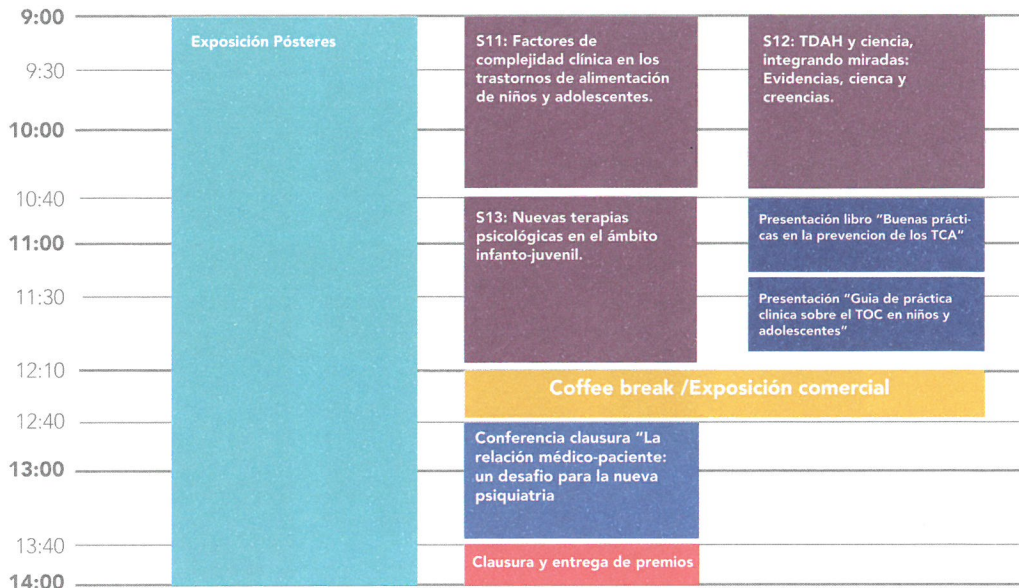 9:00
9:30
10:00
10:40
11:00
11:30
12:10
12:40
13:00
13:40
14:00
Exposición Pósteres
S11: Factores de
complejidad clínica en los
trastornos de alimentación
de niños y adolescentes.
S12: TDAH y ciencia,
integrando miradas:
Evidencias, cienca y
creencias.
S13: Nuevas terapias
psicológicas en el ámbito
infanto-juvenil.
Presentación libro "Buenas prácti-
cas en la prevencion de los TCA"
Presentación "Guia de práctica
clinica sobre el TOC en niños y
adolescentes"
Coffee break /Exposición comercial
Conferencia clausura "La
relación médico-paciente:
un desafio para la nueva
psiquiatria
Clausura y entrega de premios